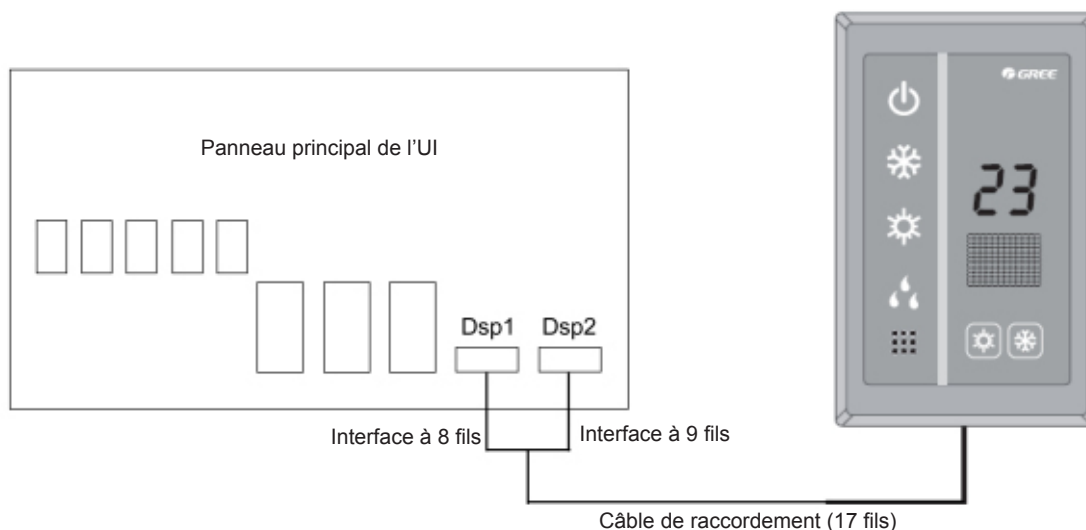 GREE
Panneau principal de l'UI
23
Dsp1 Dsp2
Interface à 8 fils Interface à 9 fils
Câble de raccordement (17 fils)